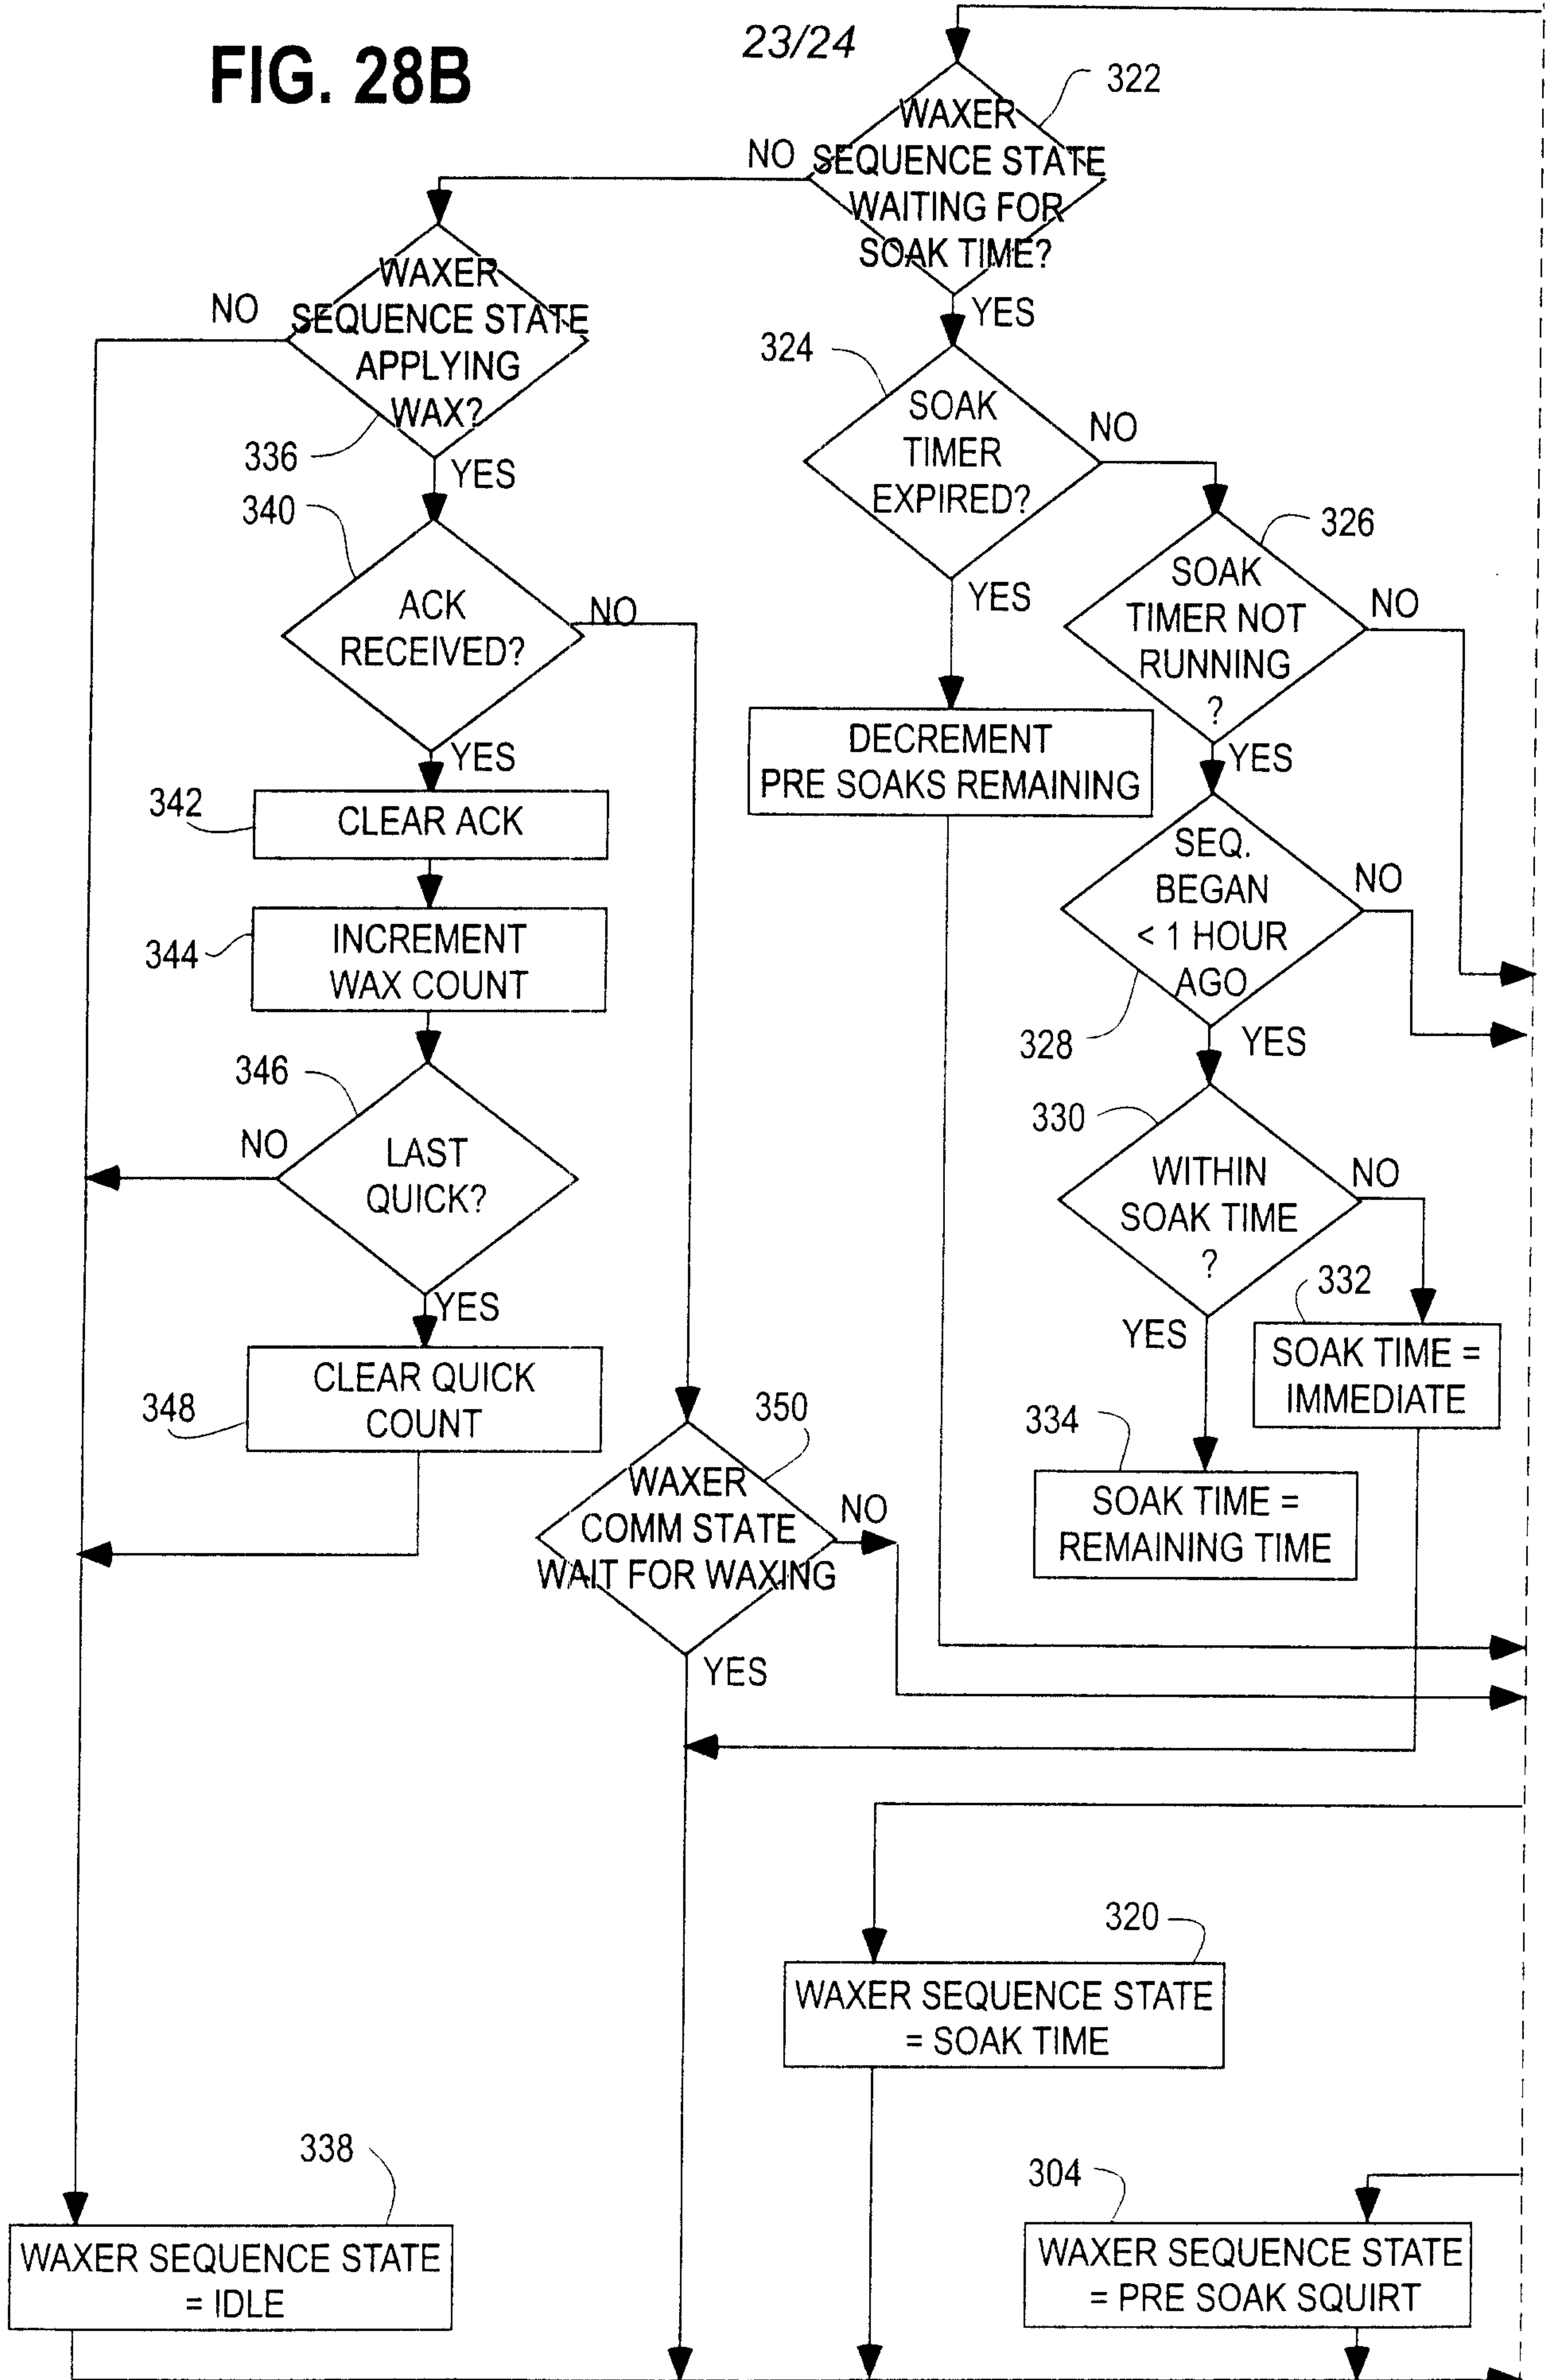 FIG. 28B
23/24
322
WAXER
SEQUENCE STATE
WAITING FOR
SOAK TIME?
NO
YES
WAXER
SEQUENCE STATE
APPLYING
WAX?
NO
336
YES
324
SOAK
TIMER
EXPIRED?
NO
YES
340
ACK
RECEIVED?
NO
YES
326
SOAK
TIMER NOT
RUNNING
?
NO
YES
DECREMENT
PRE SOAKS REMAINING
342
CLEAR ACK
344
INCREMENT
WAX COUNT
SEQ.
BEGAN
< 1 HOUR
AGO
NO
328
YES
346
LAST
QUICK?
NO
YES
330
WITHIN
SOAK TIME
?
NO
YES
332
SOAK TIME =
IMMEDIATE
348
CLEAR QUICK
COUNT
334
SOAK TIME =
REMAINING TIME
350
WAXER
COMM STATE
WAIT FOR WAXING
NO
YES
320
WAXER SEQUENCE STATE
= SOAK TIME
338
WAXER SEQUENCE STATE
= IDLE
304
WAXER SEQUENCE STATE
= PRE SOAK SQUIRT